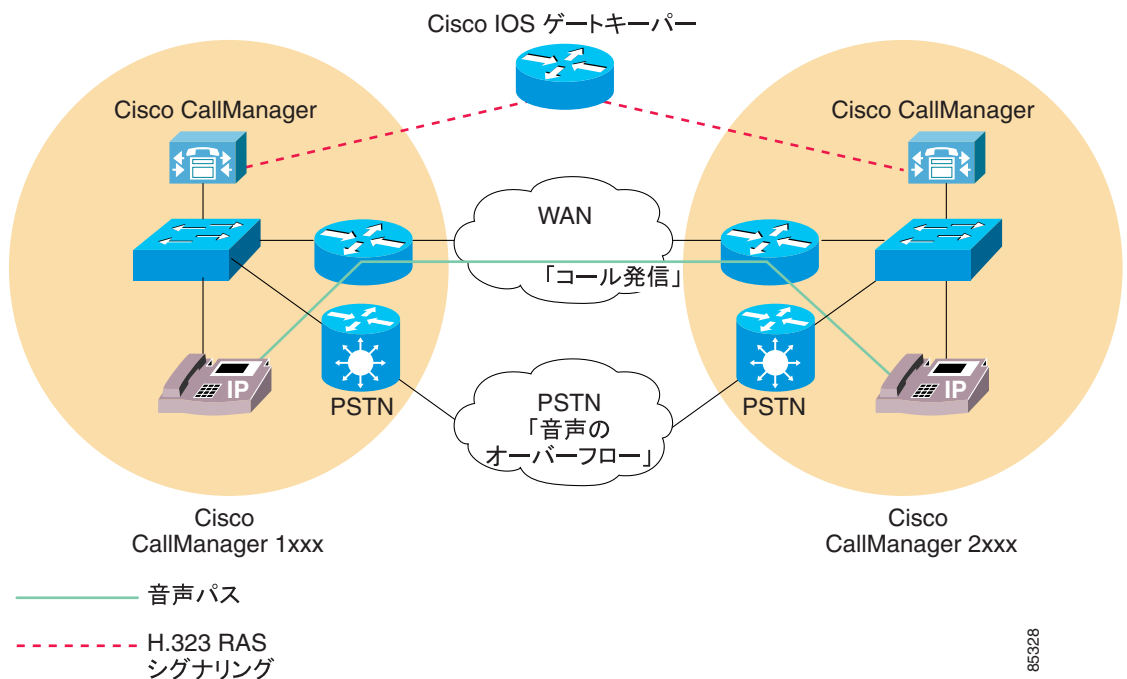 Cisco IOS ゲートキーパー
Cisco CallManager
Cisco CallManager
WAN
「コール発信」
IP
IP
PSTN
PSTN
PSTN
「音声の
オーバーフロー」
Cisco
CallManager 1xxx
Cisco
CallManager 2xxx
音声パス
H.323 RAS
シグナリング
85328